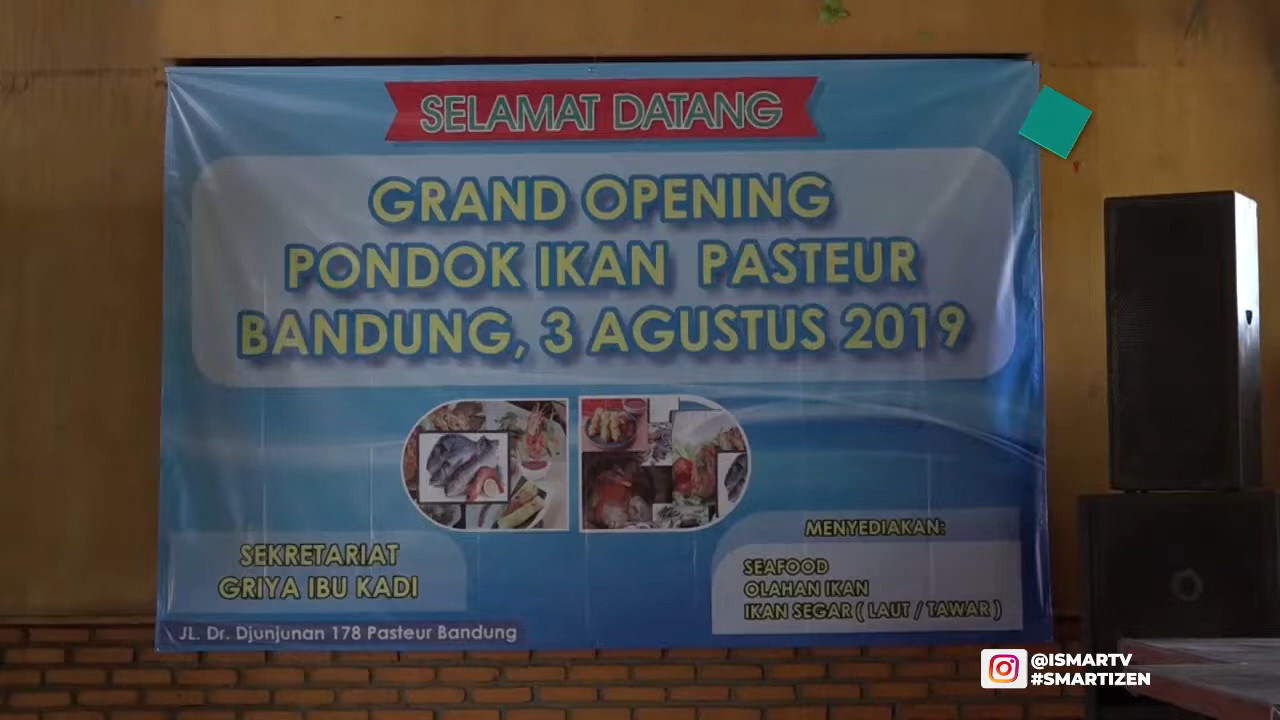 SELAMAT DATANG
GRAND OPENING
PONDOK IKAN PASTEUR
BANDUNG, 3 AGUSTUS 2019
SEKRETARIAT
GRIYA IBU KADI
JL. Dr. Djunjunan 178 Pasteur Bandung
MENYEDIAKAN:
SEAFOOD
OLAHAN IKAN
IKAN SEGAR ( LAUT / TAWAR )
@ISMARTV
#SMARTIZEN